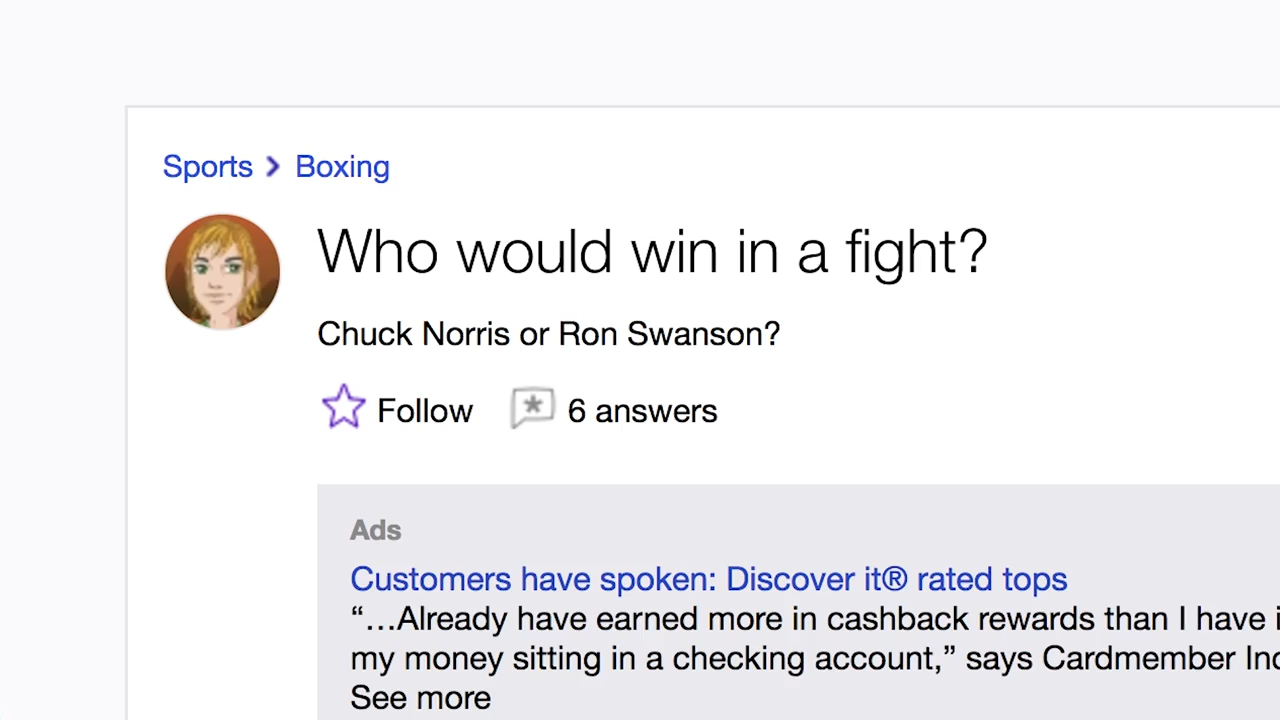 Sports > Boxing
Who would win in a fight?
Chuck Norris or Ron Swanson?
Follow 6 answers
Ads
Customers have spoken: Discover it® rated tops
“…Already have earned more in cashback rewards than I have
my money sitting in a checking account,” says Cardmember
See more